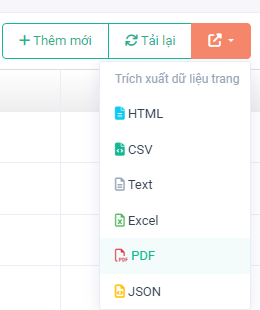 Thêm mới Tải lại
Trích xuất dữ liệu trang
HTML
CSV
Text
Excel
PDF
JSON